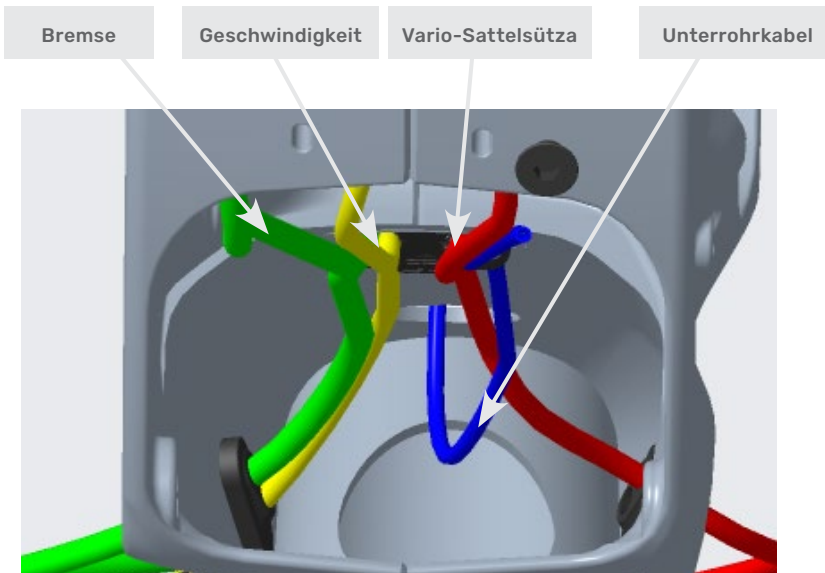 Bremse
Geschwindigkeit
Vario-Sattelsütza
Unterrohrkabel